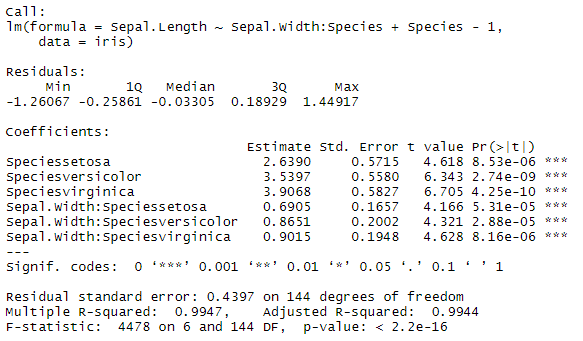 Call:
lm(formula = Sepal.Length ~ Sepal.Width:Species + Species - 1,
    data = iris)

Residuals:
     Min       1Q   Median       3Q      Max
-1.26067 -0.25861 -0.03305  0.18929  1.44917

Coefficients:
                              Estimate Std. Error t value Pr(>|t|)
Speciessetosa                   2.6390     0.5715   4.618 8.53e-06 ***
Speciesversicolor               3.5397     0.5580   6.343 2.74e-09 ***
Speciesvirginica                3.9068     0.5827   6.705 4.25e-10 ***
Sepal.Width:Speciessetosa       0.6905     0.1657   4.166 5.31e-05 ***
Sepal.Width:Speciesversicolor   0.8651     0.2002   4.321 2.88e-05 ***
Sepal.Width:Speciesvirginica    0.9015     0.1948   4.628 8.16e-06 ***
---
Signif. codes:  0 ‘***’ 0.001 ‘**’ 0.01 ‘*’ 0.05 ‘.’ 0.1 ‘ ’ 1

Residual standard error: 0.4397 on 144 degrees of freedom
Multiple R-squared:  0.9947,	Adjusted R-squared:  0.9944
F-statistic:  4478 on 6 and 144 DF,  p-value: < 2.2e-16